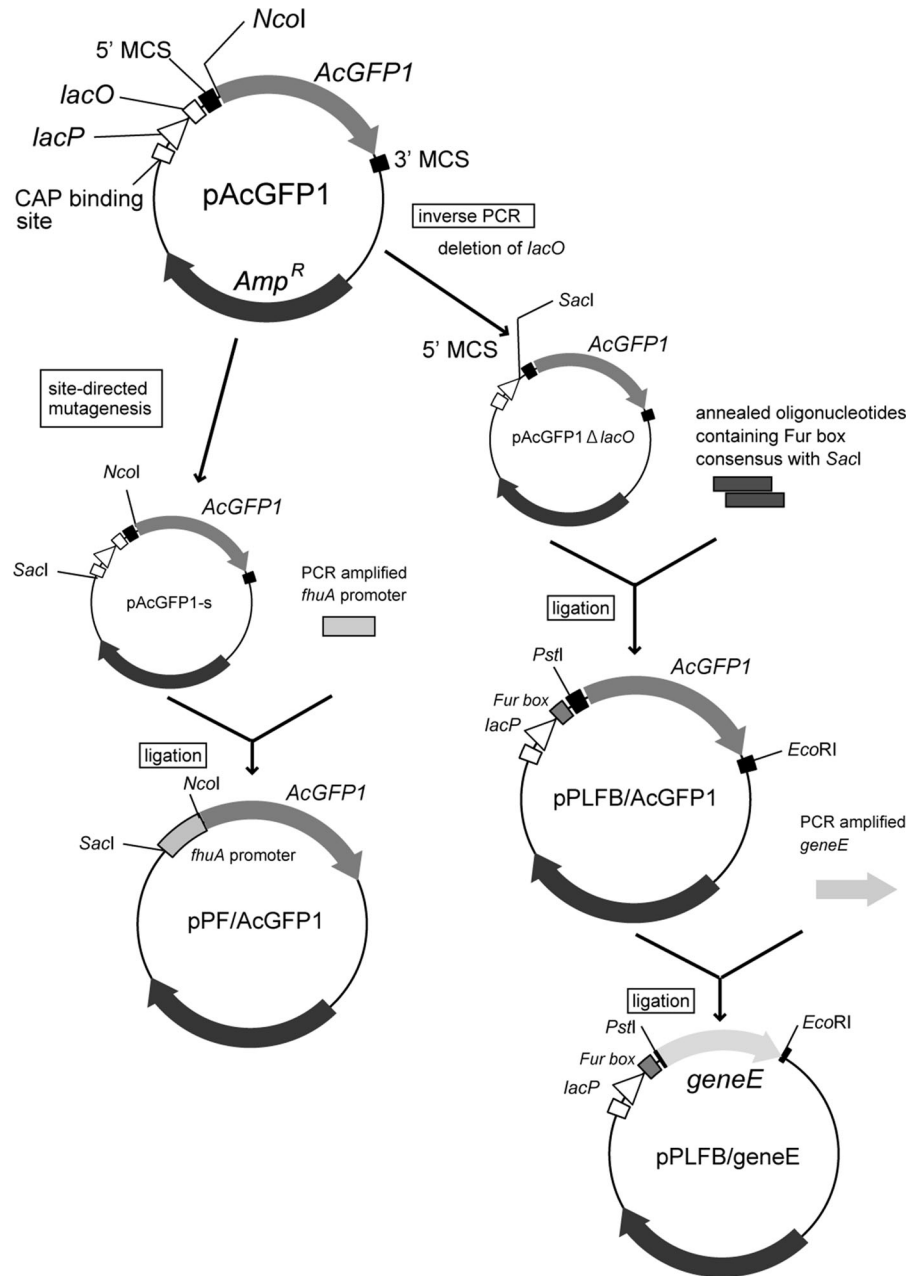 NcoI
5’ MCS
AcGFP1
lacO
lacP
3’ MCS
CAP binding
site
pAcGFP1
inverse PCR
deletion of lacO
Amp^R
SacI
5’ MCS
AcGFP1
site-directed
mutagenesis
pAcGFP1 Δ lacO
annealed oligonucleotides
containing Fur box
consensus with SacI
NcoI
AcGFP1
SacI
pAcGFP1-s
PCR amplified
fhuA promoter
ligation
PstI
AcGFP1
Fur box
lacP
EcoRI
pPLFB/AcGFP1
ligation
NcoI
AcGFP1
SacI
fhuA promoter
pPF/AcGFP1
PCR amplified
geneE
ligation
PstI
EcoRI
Fur box
lacP
geneE
pPLFB/geneE